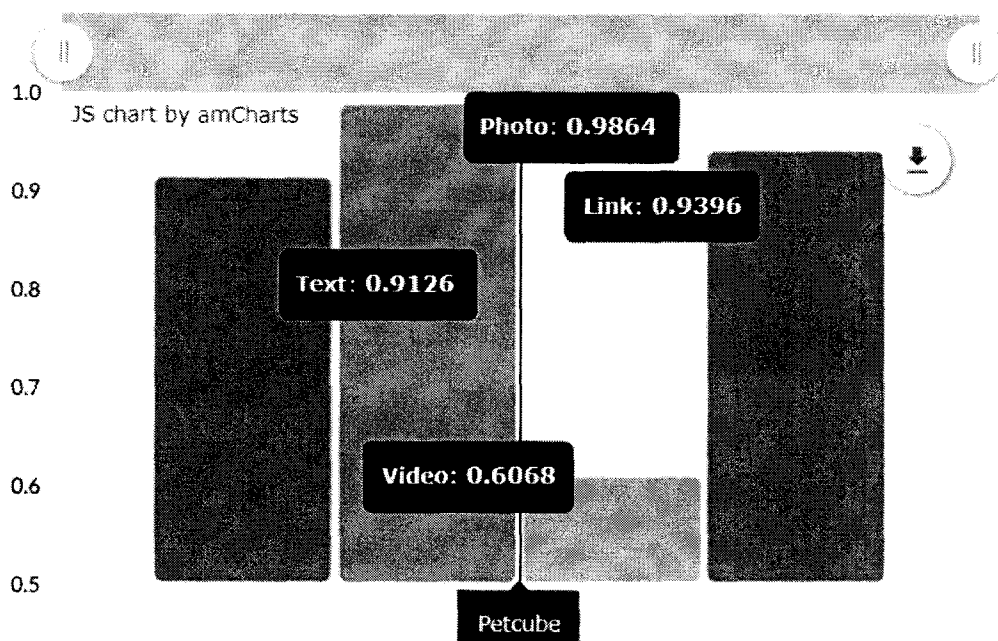 1.0
JS chart by amCharts
Photo: 0.9864
0.9
Link: 0.9396
0.8
Text: 0.9126
0.7
Video: 0.6068
0.6
0.5
Petcube